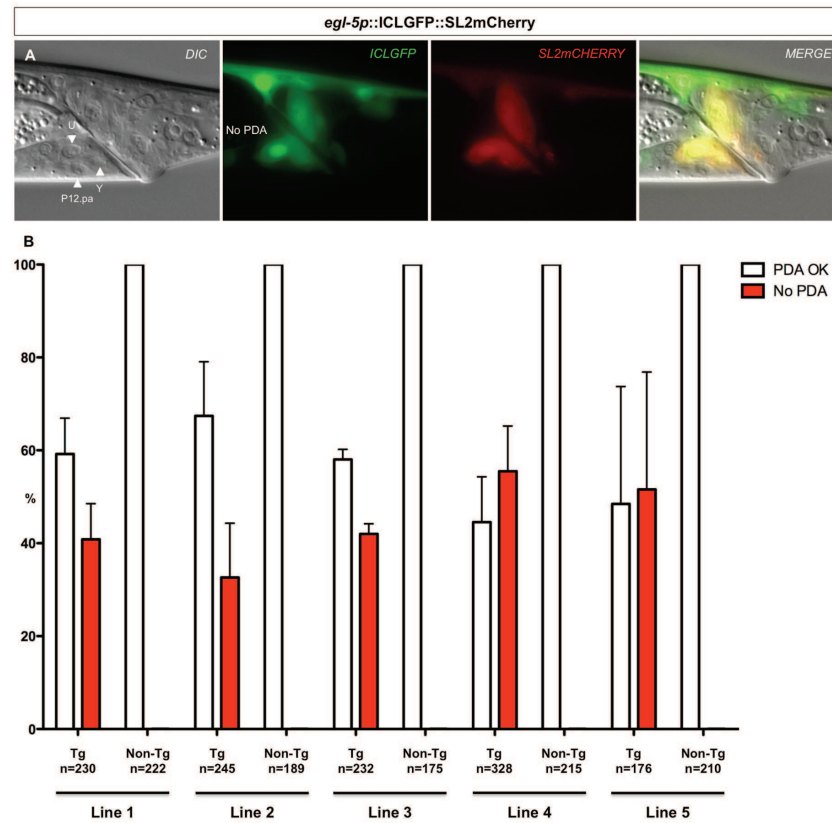 egl-5p::ICLGFP::SL2mCherry
A
DIC
ICLGFP
SL2mCHERRY
MERGE
No PDA
U
Y
P12.pa
B
PDA OK
No PDA
100
80
60
%
40
20
0
Tg Non-Tg Tg Non-Tg Tg Non-Tg Tg Non-Tg Tg Non-Tg
n=230 n=222 n=245 n=189 n=232 n=175 n=328 n=215 n=176 n=210
Line 1 Line 2 Line 3 Line 4 Line 5